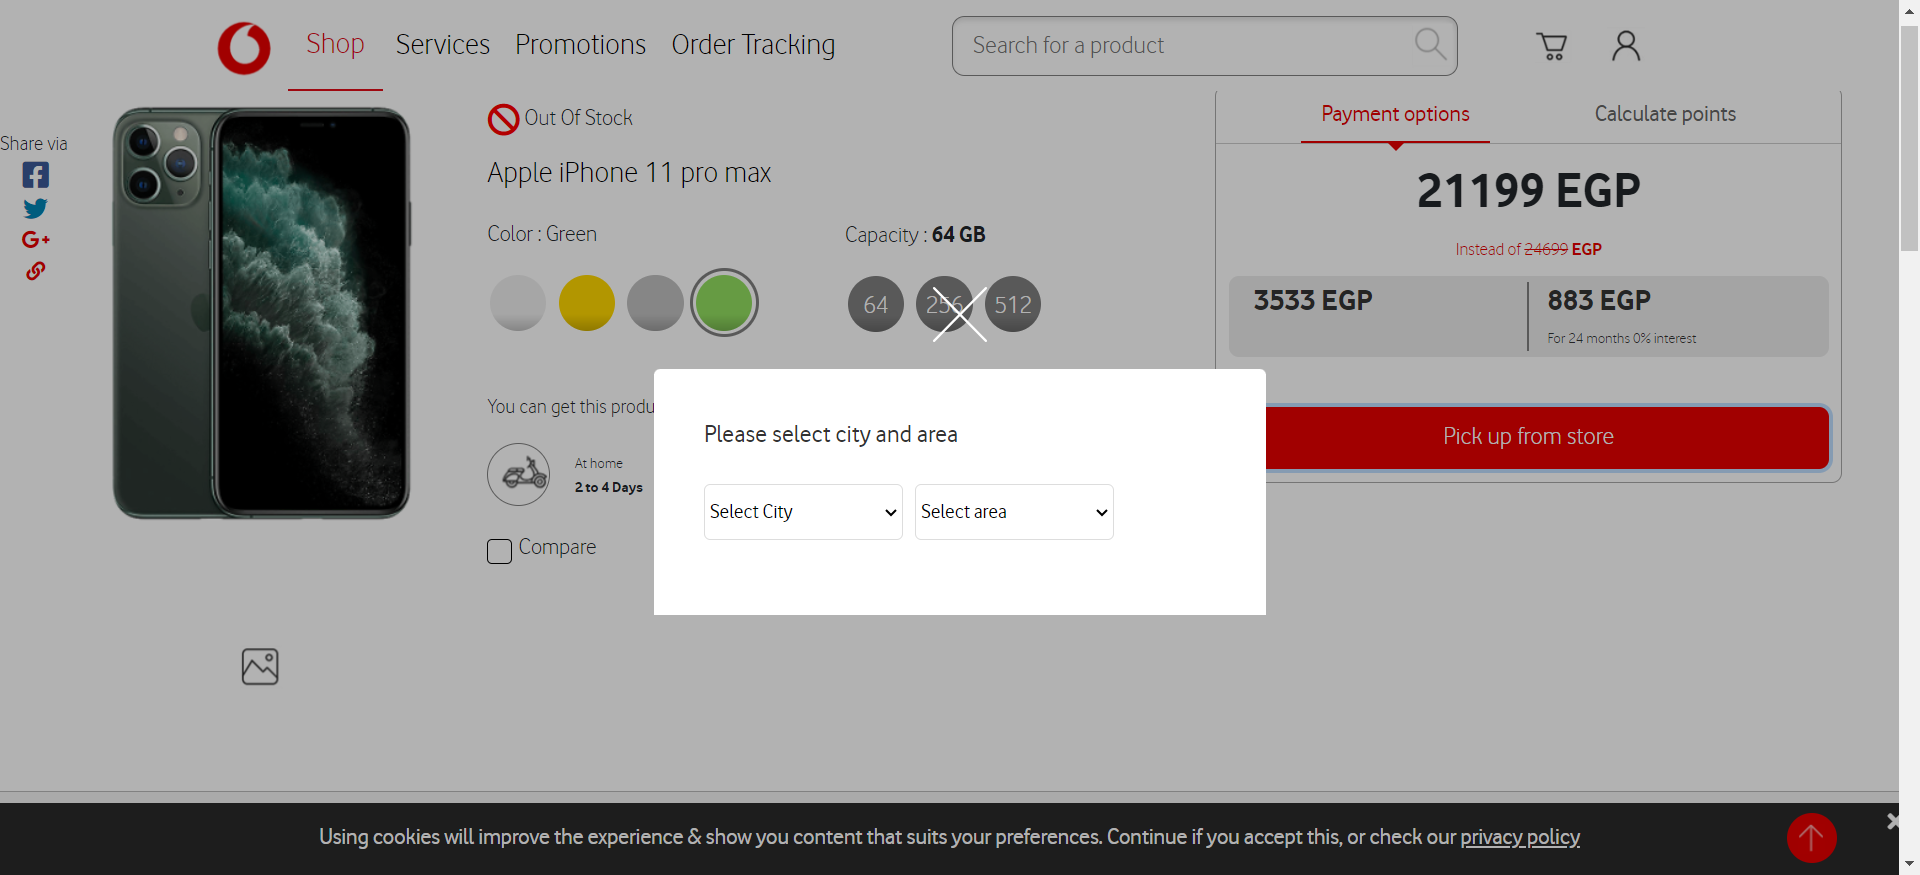 Shop
Services
Promotions
Order Tracking
Search for a product
Share via
Out Of Stock
Apple iPhone 11 pro max
Color : Green
Capacity : 64 GB
64
256
512
You can get this produ
At home
2 to 4 Days
Compare
Payment options
Calculate points
21199 EGP
Instead of 24699 EGP
3533 EGP
883 EGP
For 24 months 0% interest
Pick up from store
Please select city and area
Select City
Select area
Using cookies will improve the experience & show you content that suits your preferences. Continue if you accept this, or check our privacy policy